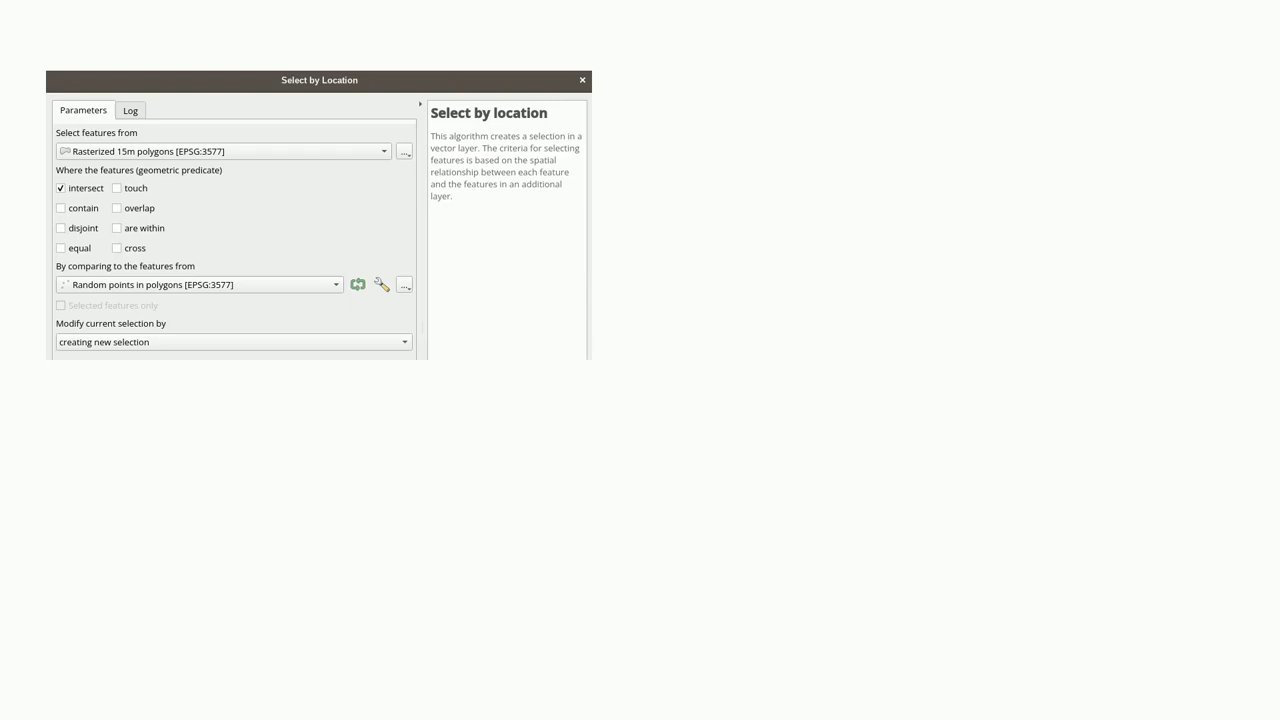 Select by Location
Parameters
Log
Select features from
Rasterized 15m polygons [EPSG:3577]
...
Where the features (geometric predicate)
intersect
touch
contain
overlap
disjoint
are within
equal
cross
By comparing to the features from
Random points in polygons [EPSG:3577]
...
Selected features only
Modify current selection by
creating new selection
Select by location
This algorithm creates a selection in a
vector layer. The criteria for selecting
features is based on the spatial
relationship between each feature
and the features in an additional
layer.